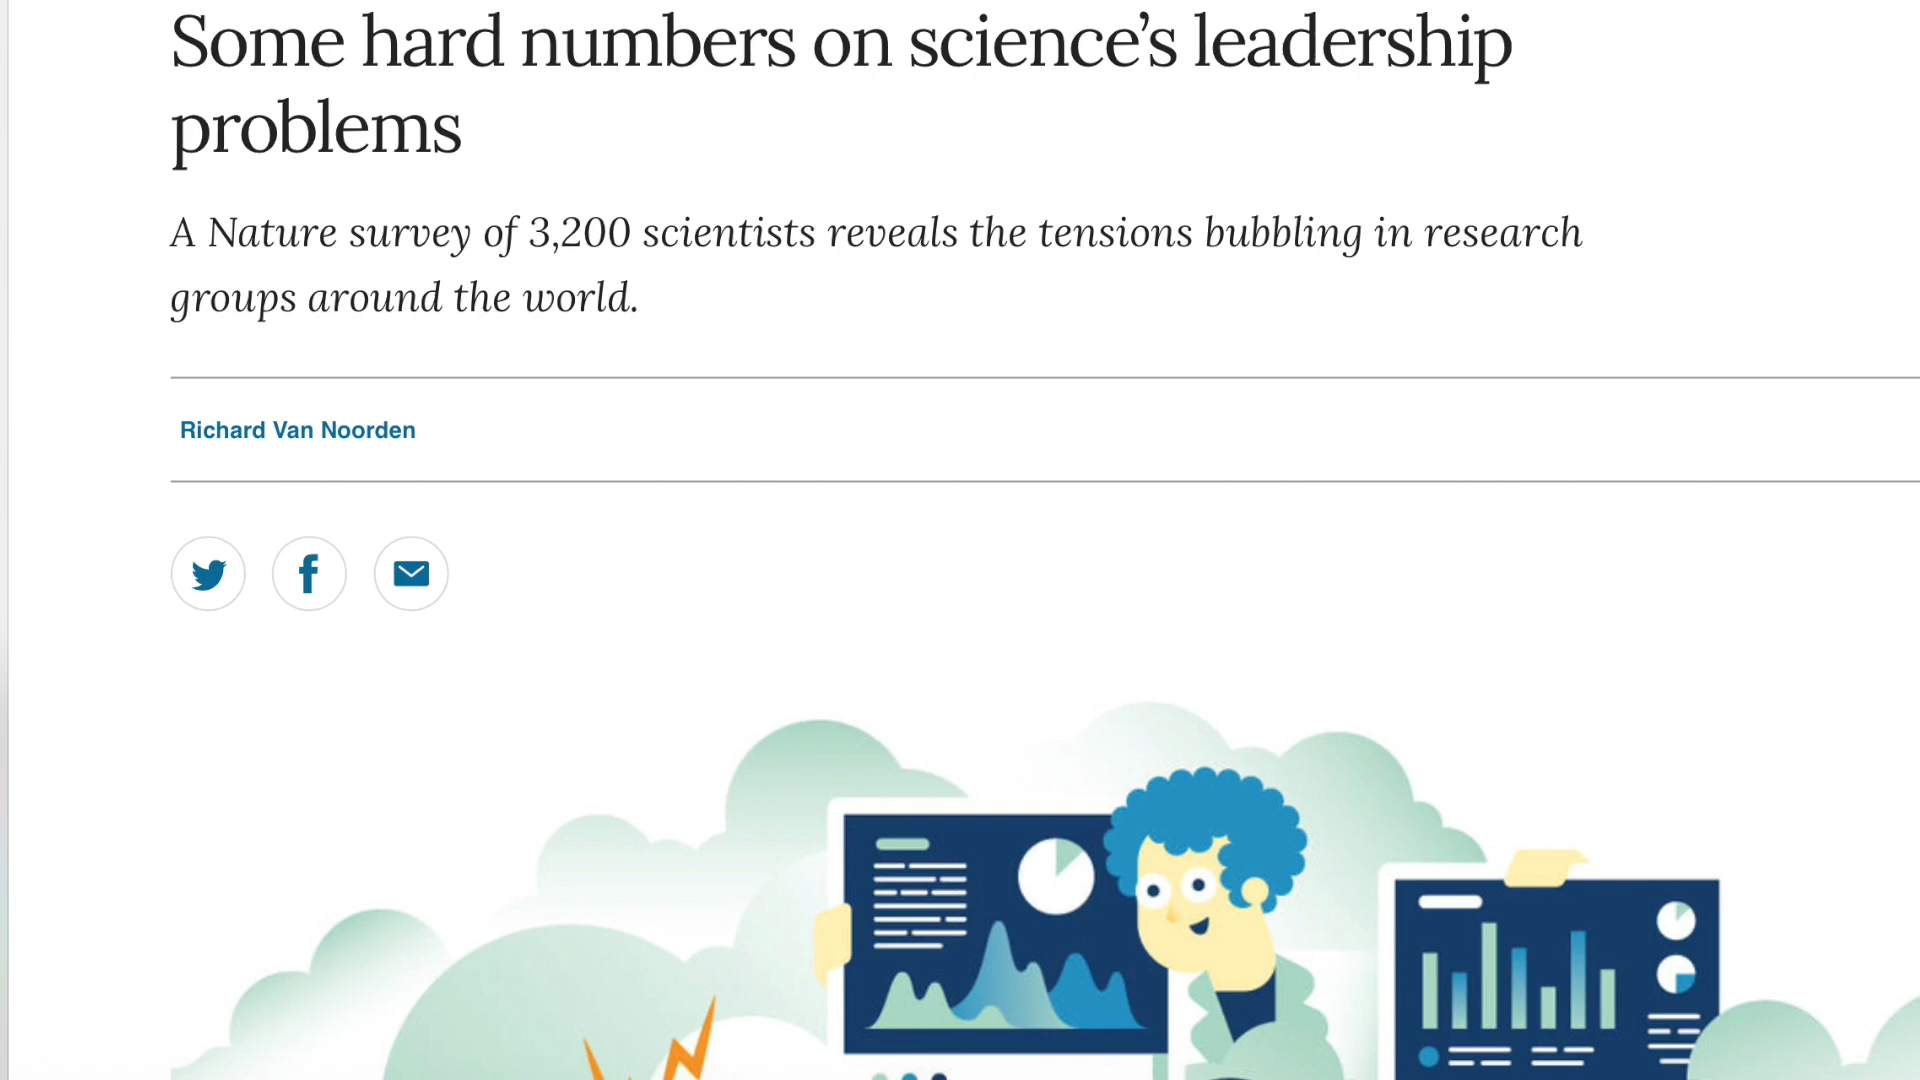 Some hard numbers on science’s leadership
problems
A Nature survey of 3,200 scientists reveals the tensions bubbling in research
groups around the world.
Richard Van Noorden